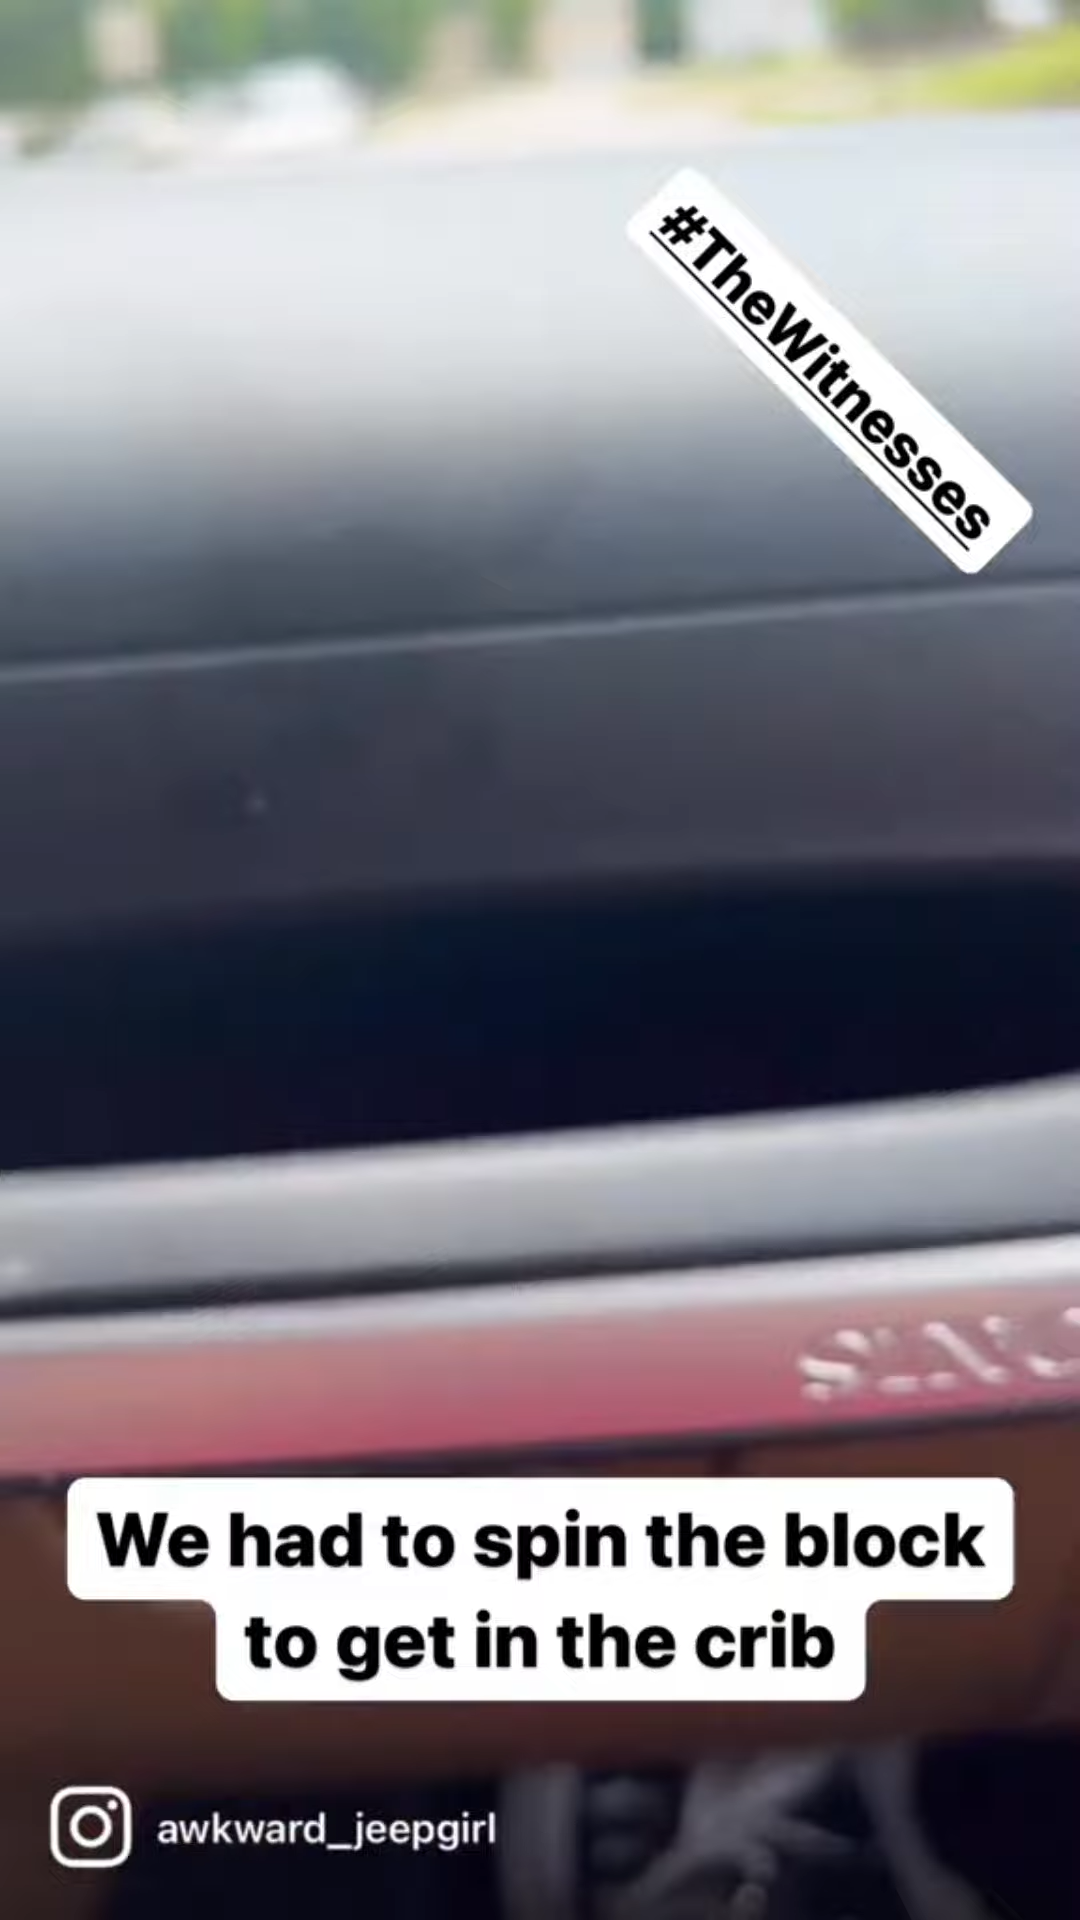 #TheWitnesses
We had to spin the block
to get in the crib
awkward_jeepgirl